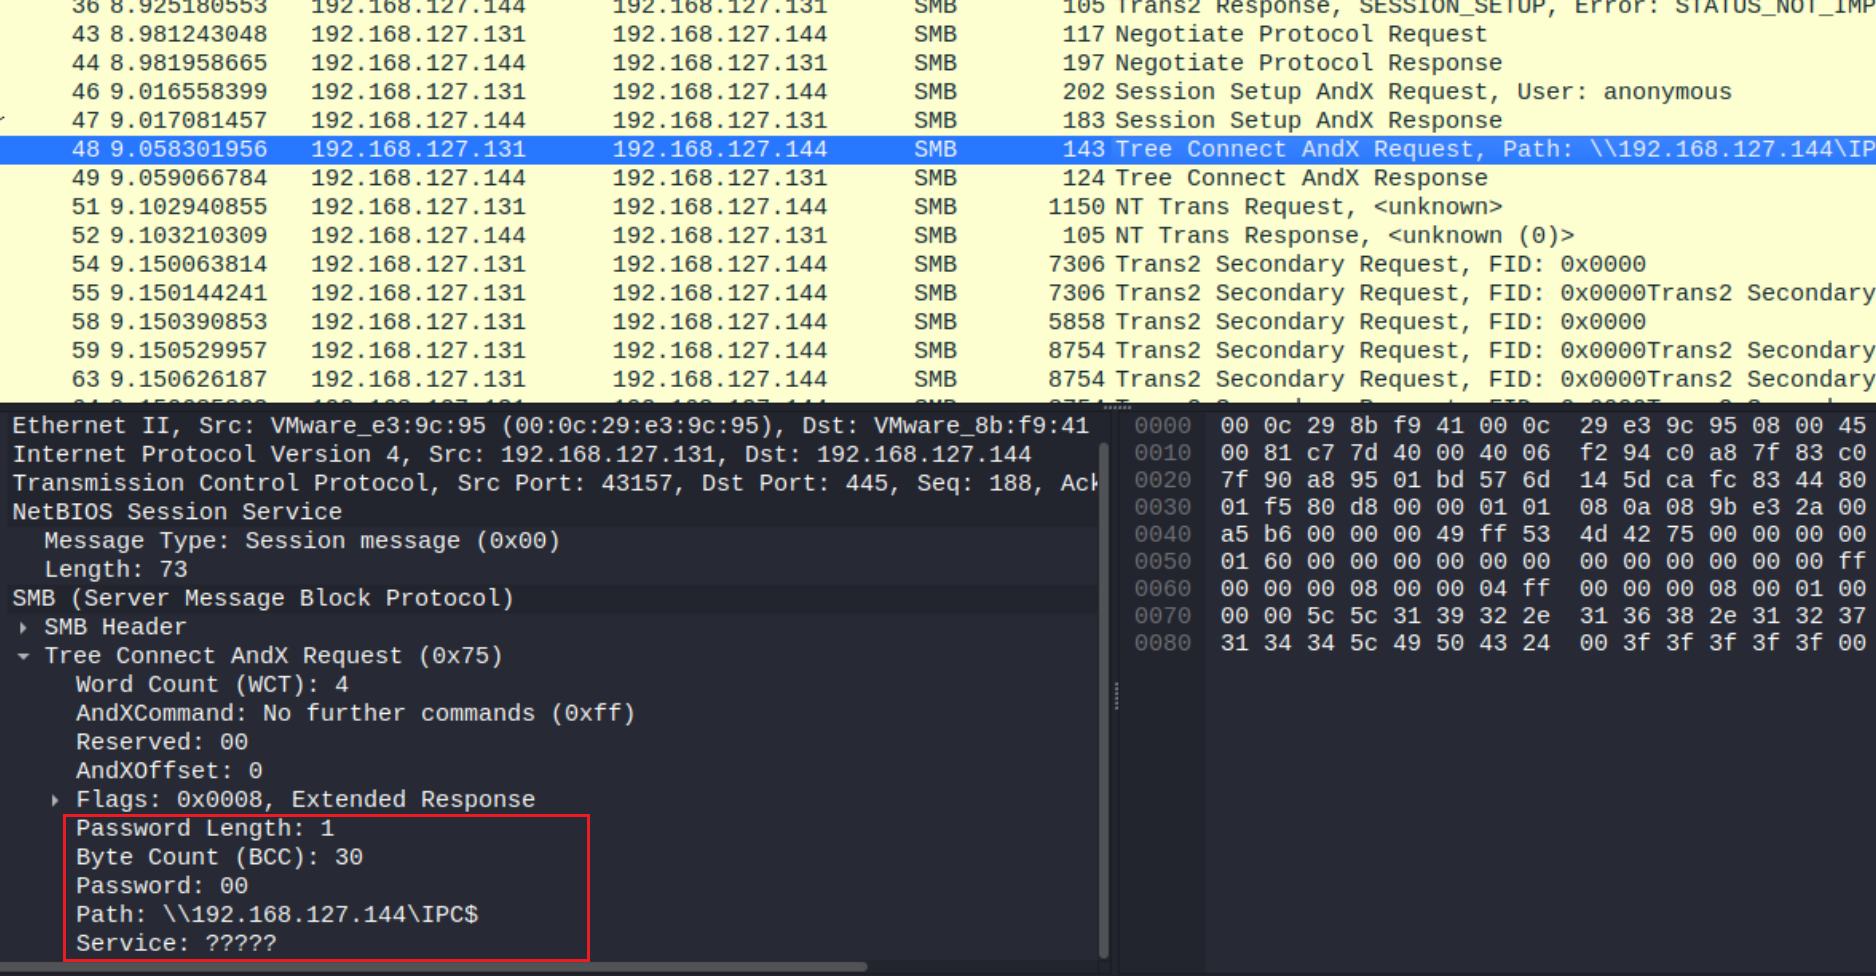 36 8.925180553 192.168.127.144 192.168.127.131 SMB 105 Trans2 Response, SESSION_SETUP, Error: STATUS_NOT_IMP
43 8.981243048 192.168.127.131 192.168.127.144 SMB 117 Negotiate Protocol Request
44 8.981958665 192.168.127.144 192.168.127.131 SMB 197 Negotiate Protocol Response
46 9.016558399 192.168.127.131 192.168.127.144 SMB 202 Session Setup AndX Request, User: anonymous
47 9.017081457 192.168.127.144 192.168.127.131 SMB 183 Session Setup AndX Response
48 9.058301956 192.168.127.131 192.168.127.144 SMB 143 Tree Connect AndX Request, Path: \\192.168.127.144\IP
49 9.059066784 192.168.127.144 192.168.127.131 SMB 124 Tree Connect AndX Response
51 9.102940855 192.168.127.131 192.168.127.144 SMB 1150 NT Trans Request, <unknown>
52 9.103210309 192.168.127.144 192.168.127.131 SMB 105 NT Trans Response, <unknown (0)>
54 9.150063814 192.168.127.131 192.168.127.144 SMB 7306 Trans2 Secondary Request, FID: 0x0000
55 9.150144241 192.168.127.131 192.168.127.144 SMB 7306 Trans2 Secondary Request, FID: 0x0000Trans2 Secondary
58 9.150390853 192.168.127.131 192.168.127.144 SMB 5858 Trans2 Secondary Request, FID: 0x0000
59 9.150529957 192.168.127.131 192.168.127.144 SMB 8754 Trans2 Secondary Request, FID: 0x0000Trans2 Secondary
63 9.150626187 192.168.127.131 192.168.127.144 SMB 8754 Trans2 Secondary Request, FID: 0x0000Trans2 Secondary
Ethernet II, Src: VMware_e3:9c:95 (00:0c:29:e3:9c:95), Dst: VMware_8b:f9:41
Internet Protocol Version 4, Src: 192.168.127.131, Dst: 192.168.127.144
Transmission Control Protocol, Src Port: 43157, Dst Port: 445, Seq: 188, Ack
NetBIOS Session Service
Message Type: Session message (0x00)
Length: 73
SMB (Server Message Block Protocol)
SMB Header
Tree Connect AndX Request (0x75)
Word Count (WCT): 4
AndXCommand: No further commands (0xff)
Reserved: 00
AndXOffset: 0
Flags: 0x0008, Extended Response
Password Length: 1
Byte Count (BCC): 30
Password: 00
Path: \\192.168.127.144\IPC$
Service: ?????
0000 00 0c 29 8b f9 41 00 0c 29 e3 9c 95 08 00 45
0010 00 81 c7 7d 40 00 40 06 f2 94 c0 a8 7f 83 c0
0020 7f 90 a8 95 01 bd 57 6d 14 5d ca fc 83 44 80
0030 01 f5 80 d8 00 00 01 01 08 0a 08 9b e3 2a 00
0040 a5 b6 00 00 00 49 ff 53 4d 42 75 00 00 00 00
0050 01 60 00 00 00 00 00 00 00 00 00 00 00 00 ff
0060 00 00 00 08 00 00 04 ff 00 00 00 08 00 01 00
0070 00 00 5c 5c 31 39 32 2e 31 36 38 2e 31 32 37
0080 31 34 34 5c 49 50 43 24 00 3f 3f 3f 3f 3f 00